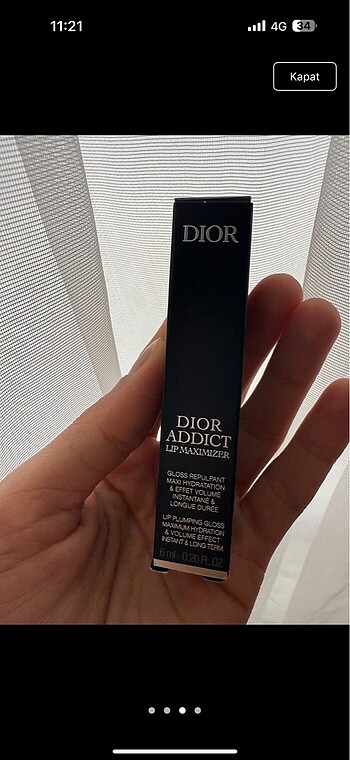 11:21
4G
34
Kapat
DIOR
DIOR
ADDICT
LIP MAXIMIZER
GLOSS REPULPANT
MAXI HYDRATATION
& EFFET VOLUME
INSTANTANÉ &
LONGUE DURÉE
LIP PLUMPING GLOSS
MAXIMUM HYDRATION
& VOLUME EFFECT
INSTANT & LONG TERM
6 ml - 0.20 FL.OZ